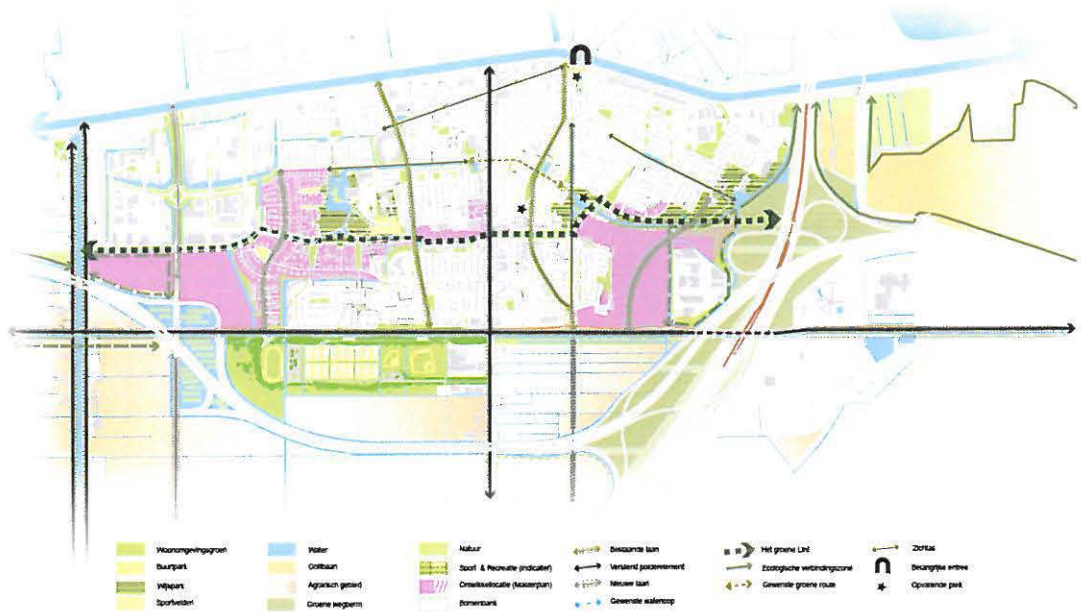 Woonomgevingsgroen
Buurtpark
Wijkpark
Sportvelden
Water
Golfbaan
Agrarisch gebied
Groene wegberm
Natuur
Sport & Recreatie (indicatief)
Ontwikkellocatie (Masterplan)
Bomenbank
Bestaande laan
Verstend polderelement
Nieuwe laan
Gewenste waterloop
Het groene Lint
Ecologische verbindingszone
Gewenste groene route
Zichtas
Belangrijke entree
Opvallende plek